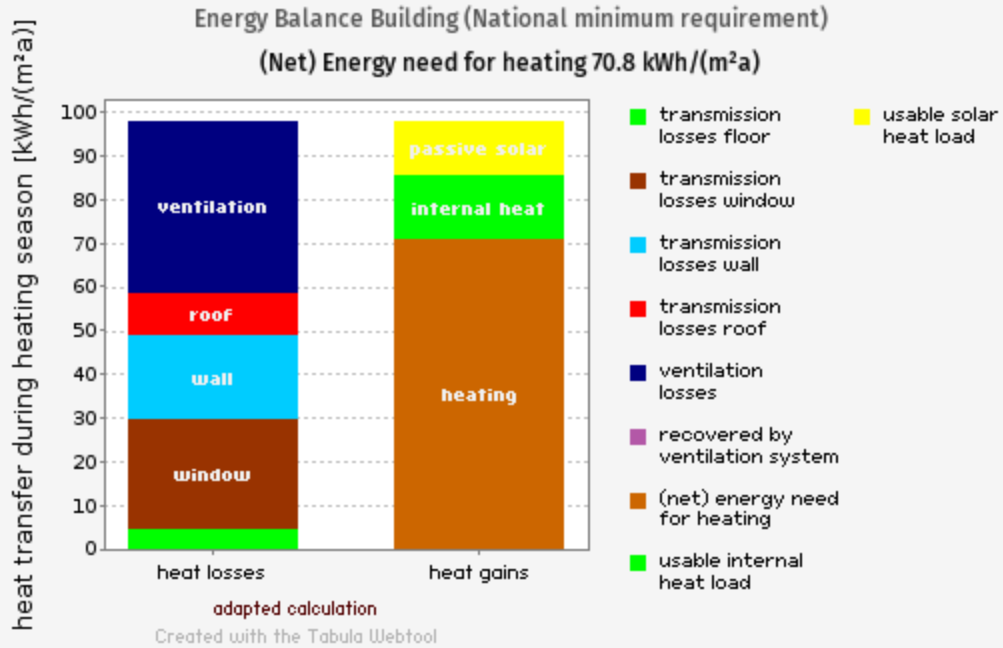 Energy Balance Building (National minimum requirement)
(Net) Energy need for heating 70.8 kWh/(m²a)
heat transfer during heating season [kWh/(m²a)]
100
90
80
70
60
50
40
30
20
10
0
ventilation
roof
wall
window
passive solar
internal heat
heating
heat losses
heat gains
transmission
losses floor
transmission
losses window
transmission
losses wall
transmission
losses roof
ventilation
losses
recovered by
ventilation system
(net) energy need
for heating
usable internal
heat load
usable solar
heat load
adapted calculation
Created with the Tabula Webtool